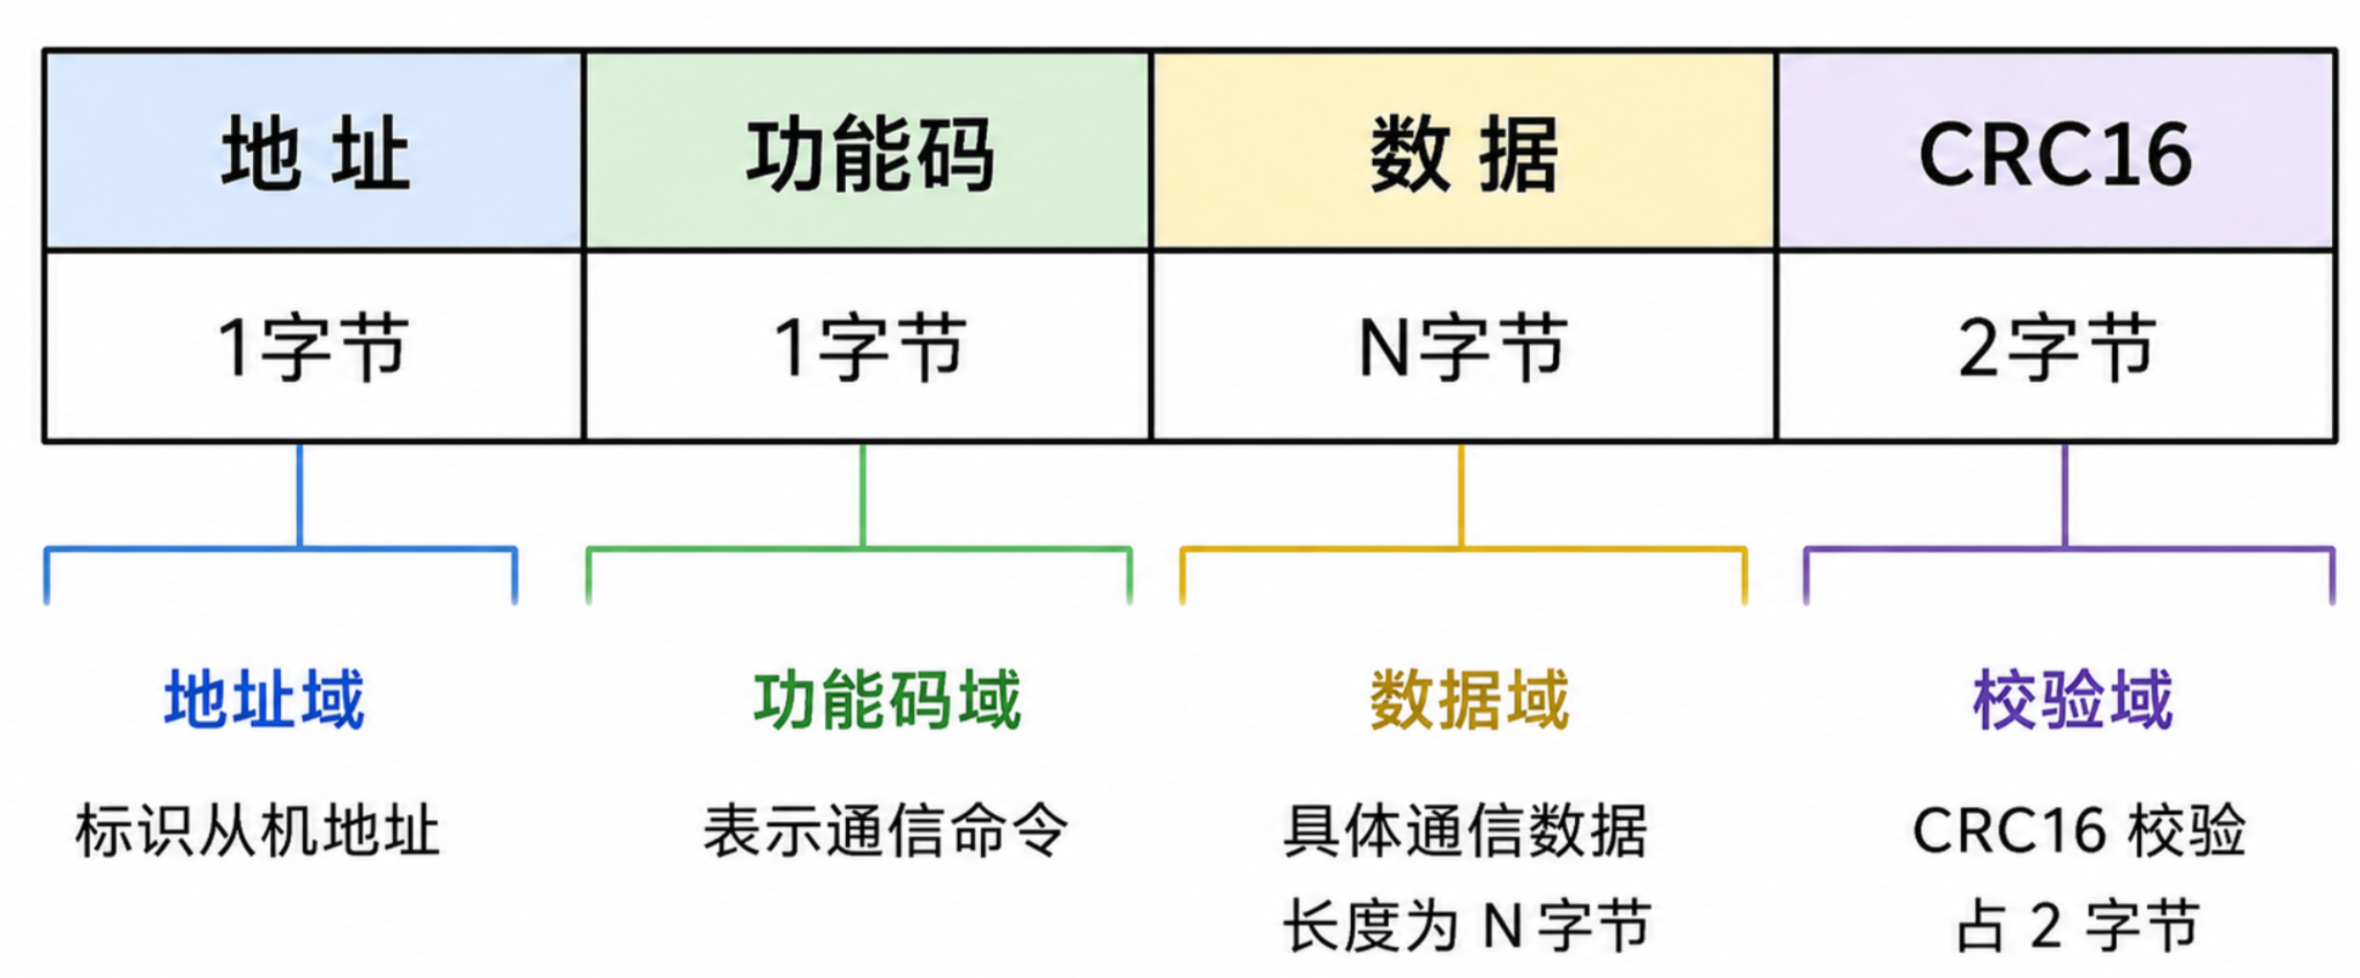 地 址 功能码 数 据 CRC16
1字节 1字节 N字节 2字节
地址域 功能码域 数据域 校验域
标识从机地址 表示通信命令 具体通信数据 CRC16 校验
长度为 N 字节 占 2 字节